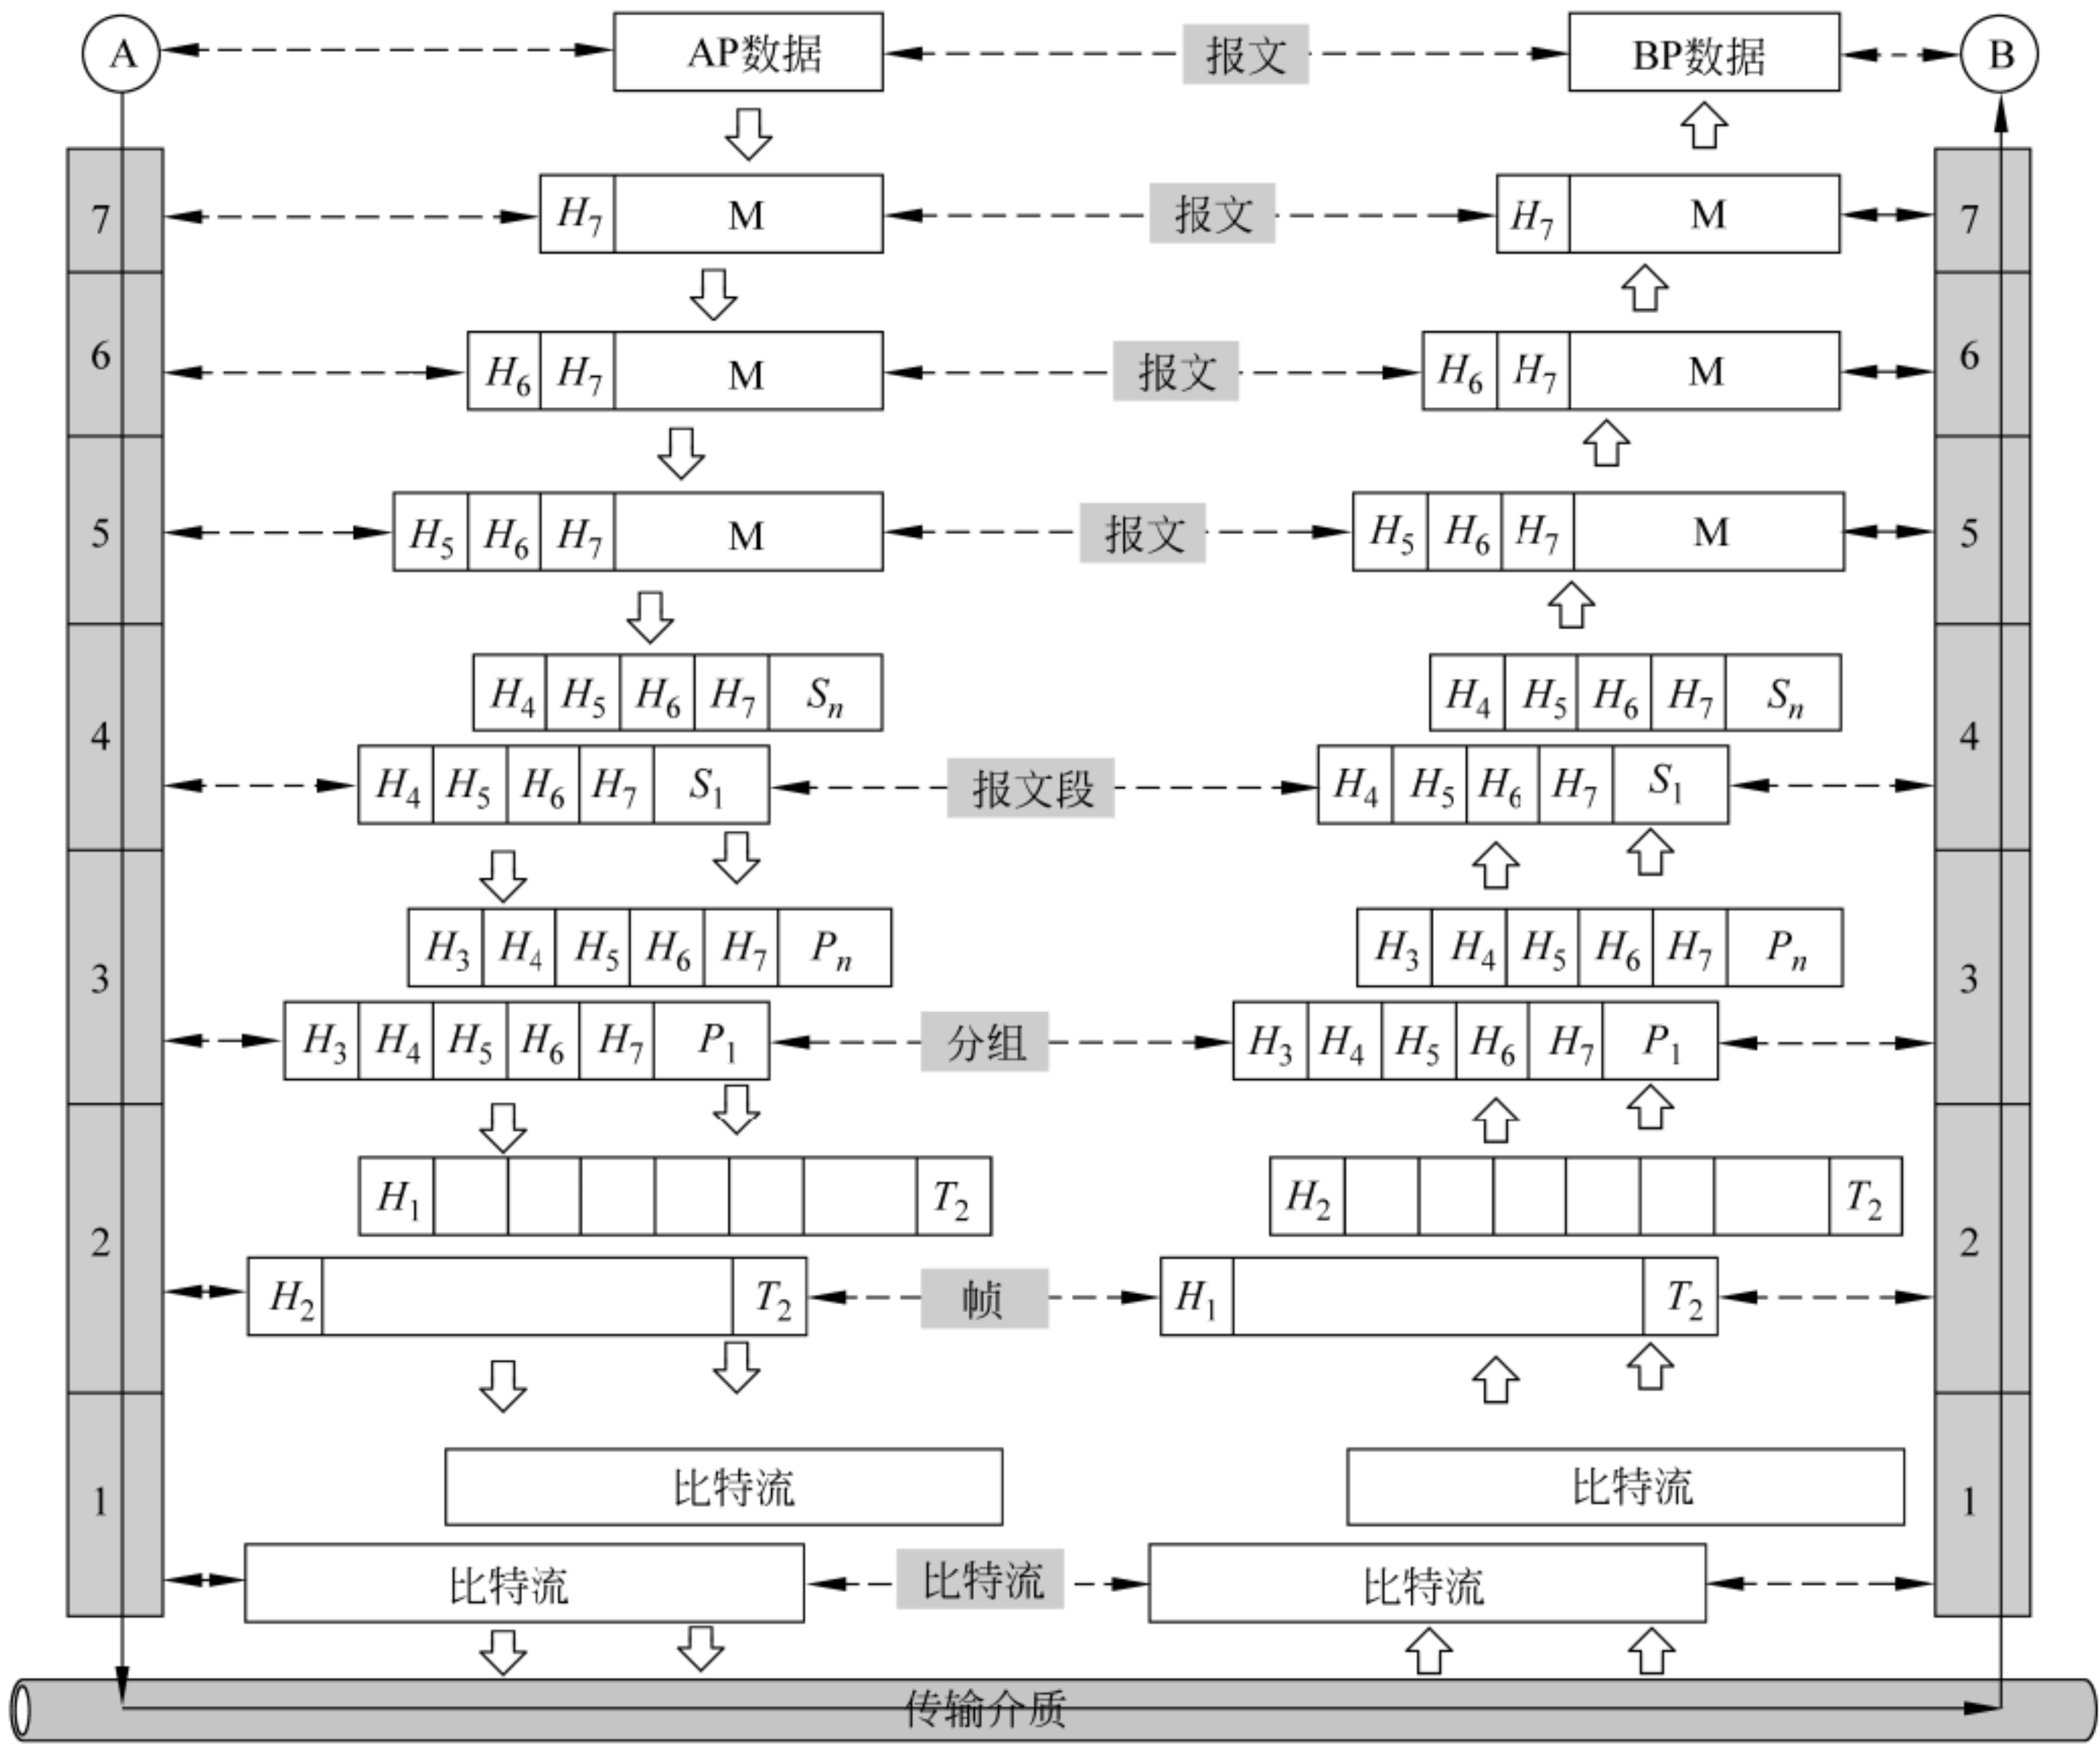 A AP数据 报文 BP数据 B
7 H7 M 报文 H7 M 7
6 H6 H7 M 报文 H6 H7 M 6
5 H5 H6 H7 M 报文 H5 H6 H7 M 5
H4 H5 H6 H7 Sn H4 H5 H6 H7 Sn
4 4
H4 H5 H6 H7 S1 报文段 H4 H5 H6 H7 S1
H3 H4 H5 H6 H7 Pn H3 H4 H5 H6 H7 Pn
3 3
H3 H4 H5 H6 H7 P1 分组 H3 H4 H5 H6 H7 P1
H1 T2 H2 T2
2 2
H2 T2 帧 H1 T2
比特流 比特流
1 1
比特流 比特流 比特流
传输介质